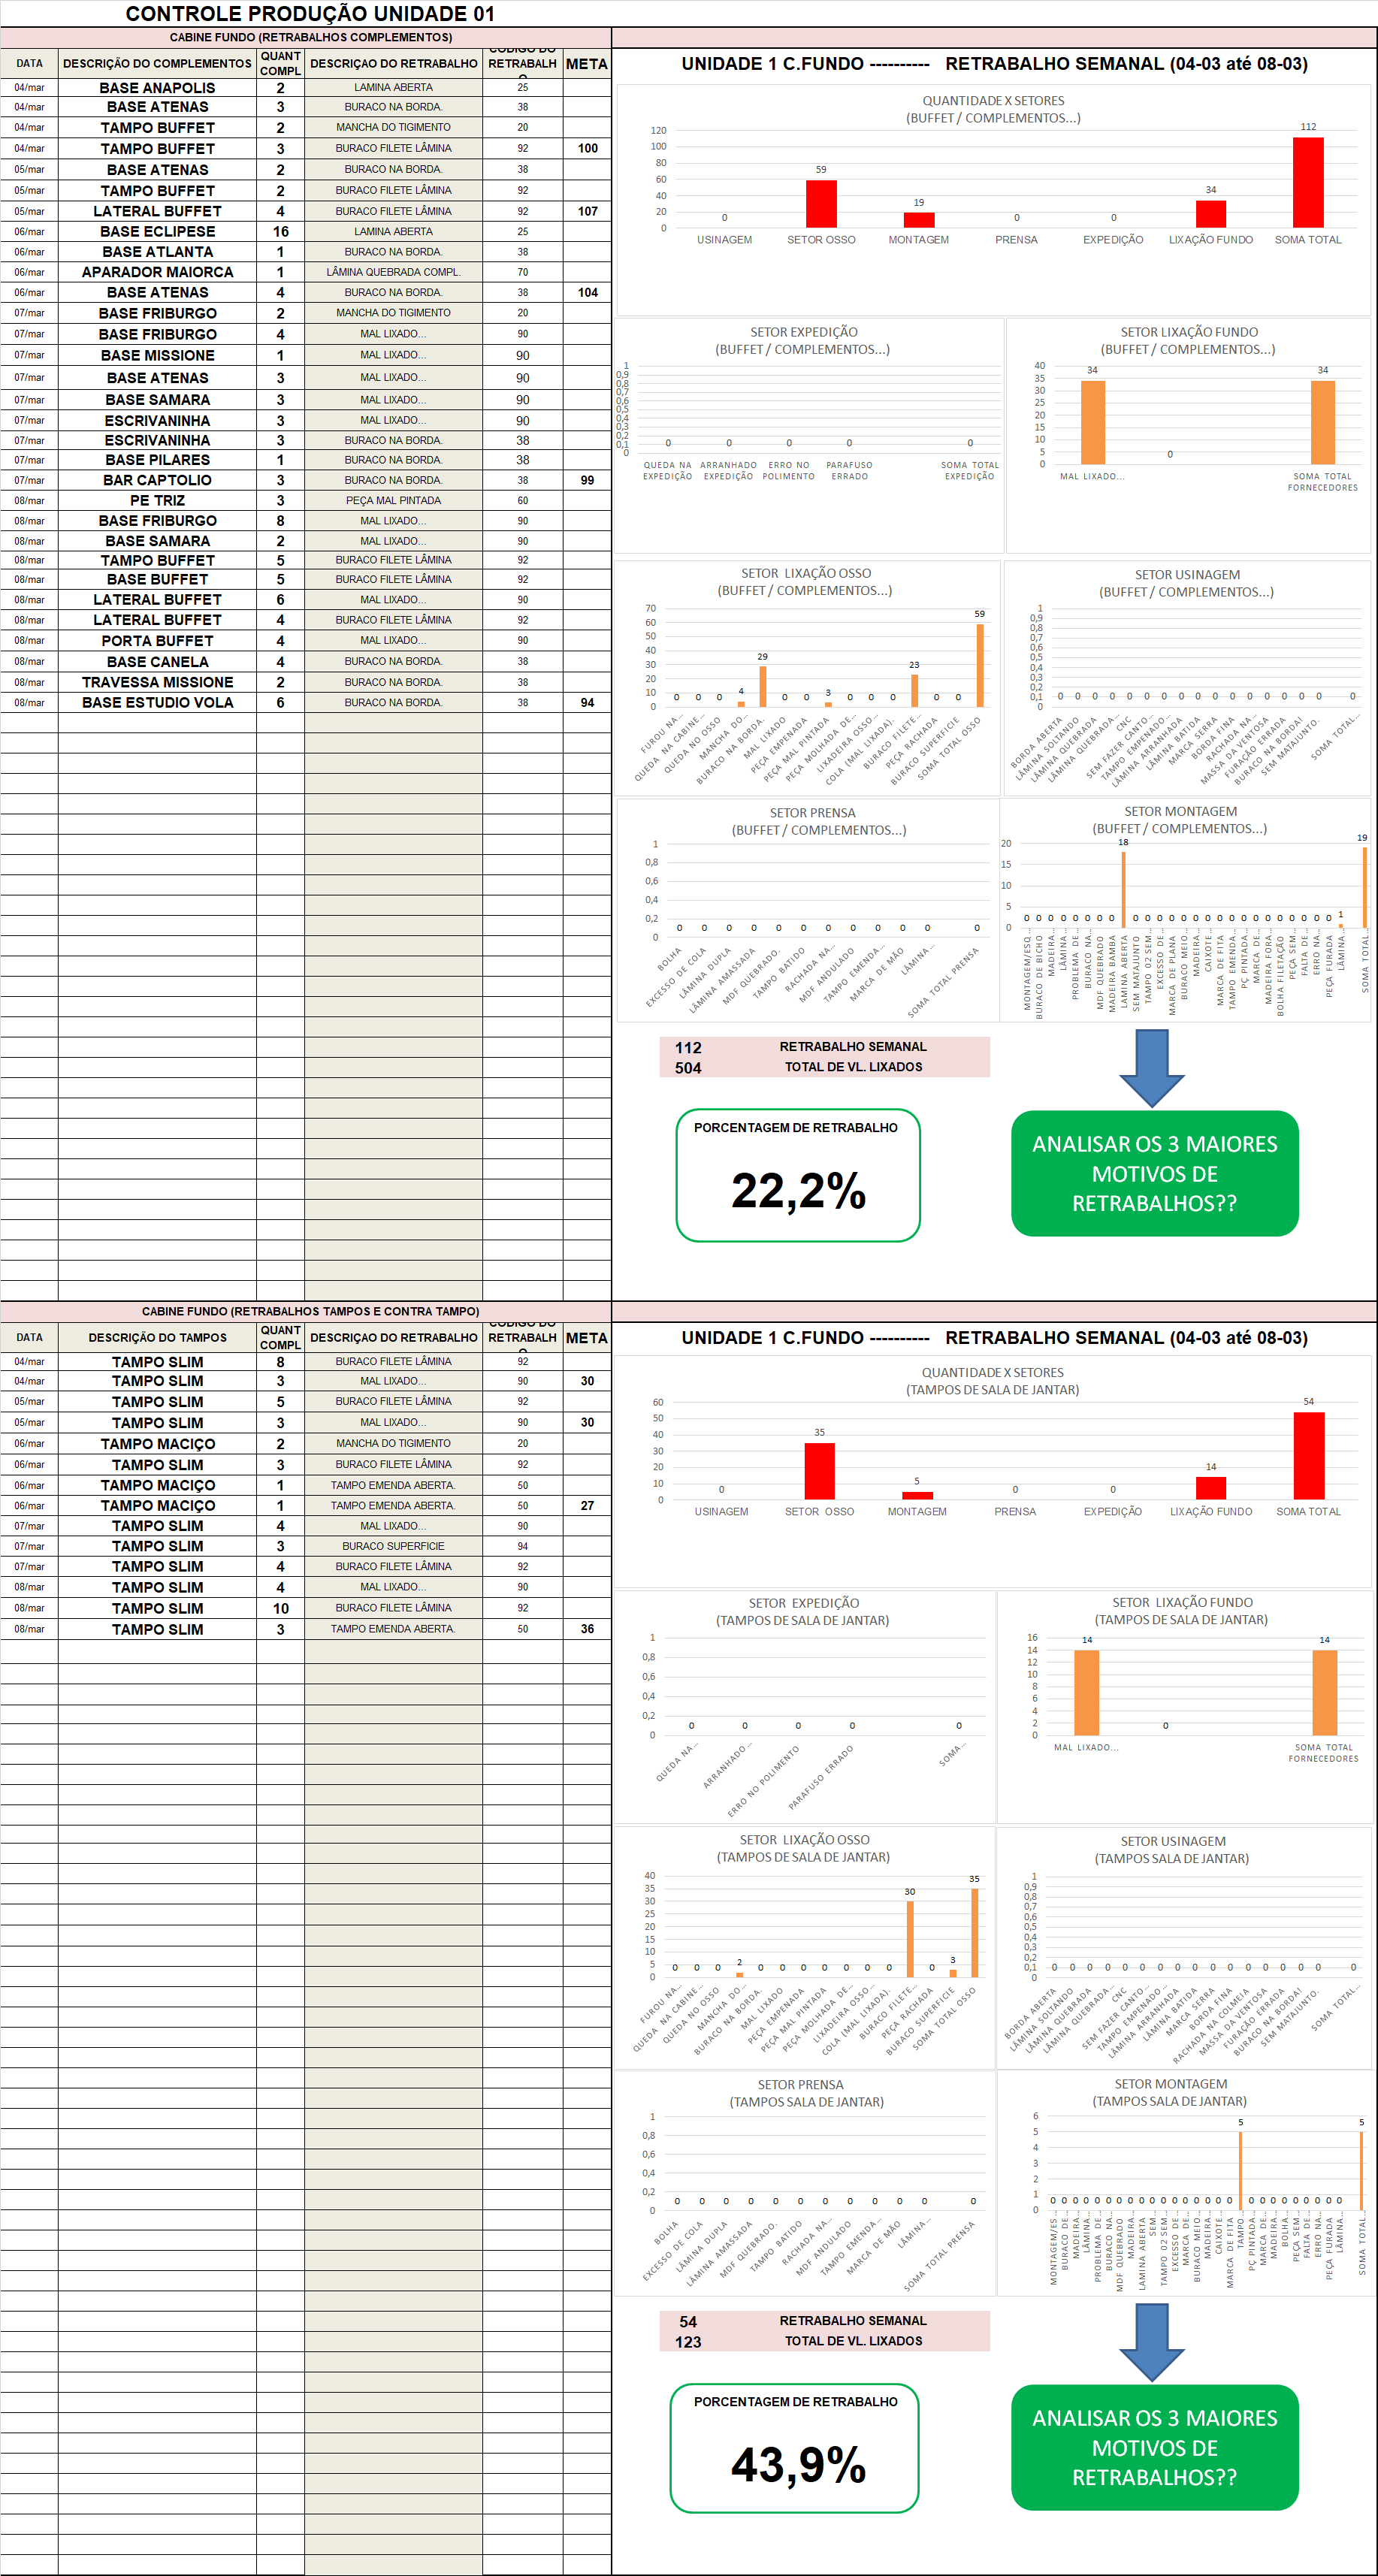 CONTROLE PRODUÇÃO UNIDADE 01
CABINE FUNDO (RETRABALHOS COMPLEMENTOS)
DATA DESCRIÇÃO DO COMPLEMENTOS QUANT COMPL DESCRIÇAO DO RETRABALHO CODIGO DO RETRABALH O META
04/mar BASE ANAPOLIS 2 LAMINA ABERTA 25
04/mar BASE ATENAS 3 BURACO NA BORDA. 38
04/mar TAMPO BUFFET 2 MANCHA DO TIGIMENTO 20
04/mar TAMPO BUFFET 3 BURACO FILETE LÂMINA 92 100
05/mar BASE ATENAS 2 BURACO NA BORDA. 38
05/mar TAMPO BUFFET 2 BURACO FILETE LÂMINA 92
05/mar LATERAL BUFFET 4 BURACO FILETE LÂMINA 92 107
06/mar BASE ECLIPESE 16 LAMINA ABERTA 25
06/mar BASE ATLANTA 1 BURACO NA BORDA. 38
06/mar APARADOR MAIORCA 1 LÂMINA QUEBRADA COMPL. 70
06/mar BASE ATENAS 4 BURACO NA BORDA. 38 104
07/mar BASE FRIBURGO 2 MANCHA DO TIGIMENTO 20
07/mar BASE FRIBURGO 4 MAL LIXADO... 90
07/mar BASE MISSIONE 1 MAL LIXADO... 90
07/mar BASE ATENAS 3 MAL LIXADO... 90
07/mar BASE SAMARA 3 MAL LIXADO... 90
07/mar ESCRIVANINHA 3 MAL LIXADO... 90
07/mar ESCRIVANINHA 3 BURACO NA BORDA. 38
07/mar BASE PILARES 1 BURACO NA BORDA. 38
07/mar BAR CAPTOLIO 3 BURACO NA BORDA. 38 99
08/mar PE TRIZ 3 PEÇA MAL PINTADA 60
08/mar BASE FRIBURGO 8 MAL LIXADO... 90
08/mar BASE SAMARA 2 MAL LIXADO... 90
08/mar TAMPO BUFFET 5 BURACO FILETE LÂMINA 92
08/mar BASE BUFFET 5 BURACO FILETE LÂMINA 92
08/mar LATERAL BUFFET 6 MAL LIXADO... 90
08/mar LATERAL BUFFET 4 BURACO FILETE LÂMINA 92
08/mar PORTA BUFFET 4 MAL LIXADO... 90
08/mar BASE CANELA 4 BURACO NA BORDA. 38
08/mar TRAVESSA MISSIONE 2 BURACO NA BORDA. 38
08/mar BASE ESTUDIO VOLA 6 BURACO NA BORDA. 38 94
UNIDADE 1 C.FUNDO ---------- RETRABALHO SEMANAL (04-03 até 08-03)
QUANTIDADE X SETORES
(BUFFET / COMPLEMENTOS...)
120 100 80 60 40 20 0
0 59 19 0 0 34 112
USINAGEM SETOR OSSO MONTAGEM PRENSA EXPEDIÇÃO LIXAÇÃO FUNDO SOMA TOTAL
SETOR EXPEDIÇÃO
(BUFFET / COMPLEMENTOS...)
1 0,9 0,8 0,7 0,6 0,5 0,4 0,3 0,2 0,1 0
0 0 0 0 0
QUEDA NA EXPEDIÇÃO ARRANHADO EXPEDIÇÃO ERRO NO POLIMENTO PARAFUSO ERRADO SOMA TOTAL EXPEDIÇÃO
SETOR LIXAÇÃO FUNDO
(BUFFET / COMPLEMENTOS...)
40 35 30 25 20 15 10 5 0
34 0 34
MAL LIXADO... SOMA TOTAL FORNECEDORES
SETOR LIXAÇÃO OSSO
(BUFFET / COMPLEMENTOS...)
70 60 50 40 30 20 10 0
0 0 0 4 29 0 0 3 0 0 0 23 0 0 59
FUROU NA... QUEDA NA CABINE... QUEDA NO OSSO MANCHA DO... BURACO NA BORDA. MAL LIXADO PEÇA EMPENADA PEÇA MAL PINTADA PEÇA MOLHADA DE... LIXADEIRA OSSO... COLA (MAL LIXADA). BURACO FILETE... PEÇA RACHADA BURACO SUPERFICIE SOMA TOTAL OSSO
SETOR USINAGEM
(BUFFET / COMPLEMENTOS...)
1 0,9 0,8 0,7 0,6 0,5 0,4 0,3 0,2 0,1 0
0 0 0 0 0 0 0 0 0 0 0 0 0 0 0 0 0
BORDA ABERTA LÂMINA SOLTANDO LÂMINA QUEBRADA LÂMINA QUEBRADA... CNC SEM FAZER CANTO... TAMPO EMPENADO... LÂMINA ARRANHADA LÂMINA BATIDA MARCA SERRA BORDA FINA RACHADA NA... MASSA DA VENTOSA FURAÇÃO ERRADA BURACO NA BORDA! SEM MATAJUNTO. SOMA TOTAL...
SETOR PRENSA
(BUFFET / COMPLEMENTOS...)
1 0,8 0,6 0,4 0,2 0
0 0 0 0 0 0 0 0 0 0 0 0
BOLHA EXCESSO DE COLA LÂMINA DUPLA LÂMINA AMASSADA MDF QUEBRADO. TAMPO BATIDO RACHADA NA... MDF ANDULADO TAMPO EMENDA... MARCA DE MÃO LÂMINA... SOMA TOTAL PRENSA
SETOR MONTAGEM
(BUFFET / COMPLEMENTOS...)
20 15 10 5 0
0 0 0 0 0 0 0 0 18 0 0 0 0 0 0 0 0 0 0 0 0 0 0 0 0 0 1 19
MONTAGEM/ESQ... BURACO DE BICHO MADEIRA... LÂMINA... PROBLEMA DE... BURACO NA... MDF QUEBRADO MADEIRA BAMBA LAMINA ABERTA SEM MATAJUNTO TAMPO 02 SEM... EXCESSO DE... MARCA DE PLANA BURACO MEIO... MADEIRA... CAIXOTE... MARCA DE FITA TAMPO EMENDA... PÇ PINTADA... MARCA DE... MADEIRA FORA... BOLHA FILETAÇÃO PEÇA SEM... FALTA DE... ERRO NA... PEÇA FURADA LÂMINA... SOMA TOTAL...
112 RETRABALHO SEMANAL
504 TOTAL DE VL. LIXADOS
PORCENTAGEM DE RETRABALHO
22,2%
ANALISAR OS 3 MAIORES
MOTIVOS DE
RETRABALHOS??
CABINE FUNDO (RETRABALHOS TAMPOS E CONTRA TAMPO)
DATA DESCRIÇÃO DO TAMPOS QUANT COMPL DESCRIÇAO DO RETRABALHO CODIGO DO RETRABALH O META
04/mar TAMPO SLIM 8 BURACO FILETE LÂMINA 92
04/mar TAMPO SLIM 3 MAL LIXADO... 90 30
05/mar TAMPO SLIM 5 BURACO FILETE LÂMINA 92
05/mar TAMPO SLIM 3 MAL LIXADO... 90 30
06/mar TAMPO MACIÇO 2 MANCHA DO TIGIMENTO 20
06/mar TAMPO SLIM 3 BURACO FILETE LÂMINA 92
06/mar TAMPO MACIÇO 1 TAMPO EMENDA ABERTA. 50
06/mar TAMPO MACIÇO 1 TAMPO EMENDA ABERTA. 50 27
07/mar TAMPO SLIM 4 MAL LIXADO... 90
07/mar TAMPO SLIM 3 BURACO SUPERFICIE 94
07/mar TAMPO SLIM 4 BURACO FILETE LÂMINA 92
08/mar TAMPO SLIM 4 MAL LIXADO... 90
08/mar TAMPO SLIM 10 BURACO FILETE LÂMINA 92
08/mar TAMPO SLIM 3 TAMPO EMENDA ABERTA. 50 36
UNIDADE 1 C.FUNDO ---------- RETRABALHO SEMANAL (04-03 até 08-03)
QUANTIDADE X SETORES
(TAMPOS DE SALA DE JANTAR)
60 50 40 30 20 10 0
0 35 5 0 0 14 54
USINAGEM SETOR OSSO MONTAGEM PRENSA EXPEDIÇÃO LIXAÇÃO FUNDO SOMA TOTAL
SETOR EXPEDIÇÃO
(TAMPOS DE SALA DE JANTAR)
1 0,8 0,6 0,4 0,2 0
0 0 0 0 0
QUEDA NA... ARRANHADO... ERRO NO POLIMENTO PARAFUSO ERRADO SOMA...
SETOR LIXAÇÃO FUNDO
(TAMPOS DE SALA DE JANTAR)
16 14 12 10 8 6 4 2 0
14 0 14
MAL LIXADO... SOMA TOTAL FORNECEDORES
SETOR LIXAÇÃO OSSO
(TAMPOS DE SALA DE JANTAR)
40 35 30 25 20 15 10 5 0
0 0 0 2 0 0 0 0 0 0 0 30 0 3 35
FUROU NA... QUEDA NA CABINE... QUEDA NO OSSO MANCHA DO... BURACO NA BORDA. MAL LIXADO PEÇA EMPENADA PEÇA MAL PINTADA PEÇA MOLHADA DE... LIXADEIRA OSSO... COLA (MAL LIXADA). BURACO FILETE... PEÇA RACHADA BURACO SUPERFICIE SOMA TOTAL OSSO
SETOR USINAGEM
(TAMPOS SALA DE JANTAR)
1 0,9 0,8 0,7 0,6 0,5 0,4 0,3 0,2 0,1 0
0 0 0 0 0 0 0 0 0 0 0 0 0 0 0 0 0
BORDA ABERTA LÂMINA SOLTANDO LÂMINA QUEBRADA LÂMINA QUEBRADA... CNC SEM FAZER CANTO... TAMPO EMPENADO... LÂMINA ARRANHADA LÂMINA BATIDA MARCA SERRA BORDA FINA RACHADA NA COLMEIA MASSA DA VENTOSA FURAÇÃO ERRADA BURACO NA BORDA! SEM MATAJUNTO. SOMA TOTAL...
SETOR PRENSA
(TAMPOS SALA DE JANTAR)
1 0,8 0,6 0,4 0,2 0
0 0 0 0 0 0 0 0 0 0 0 0
BOLHA EXCESSO DE COLA LÂMINA DUPLA LÂMINA AMASSADA MDF QUEBRADO. TAMPO BATIDO RACHADA NA... MDF ANDULADO TAMPO EMENDA... MARCA DE MÃO LÂMINA... SOMA TOTAL PRENSA
SETOR MONTAGEM
(TAMPOS SALA DE JANTAR)
6 5 4 3 2 1 0
0 0 0 0 0 0 0 0 0 0 0 0 0 0 0 0 0 5 0 0 0 0 0 0 0 0 0 5
MONTAGEM/ES... BURACO DE... MADEIRA... LÂMINA... PROBLEMA DE... BURACO NA... MDF QUEBRADO MADEIRA... LAMINA ABERTA SEM... TAMPO 02 SEM... EXCESSO DE... MARCA DE... BURACO MEIO... MADEIRA... CAIXOTE... MARCA DE FITA TAMPO... PÇ PINTADA... MARCA DE... MADEIRA... BOLHA... PEÇA SEM... FALTA DE... ERRO NA... PEÇA FURADA LÂMINA... SOMA TOTAL...
54 RETRABALHO SEMANAL
123 TOTAL DE VL. LIXADOS
PORCENTAGEM DE RETRABALHO
43,9%
ANALISAR OS 3 MAIORES
MOTIVOS DE
RETRABALHOS??